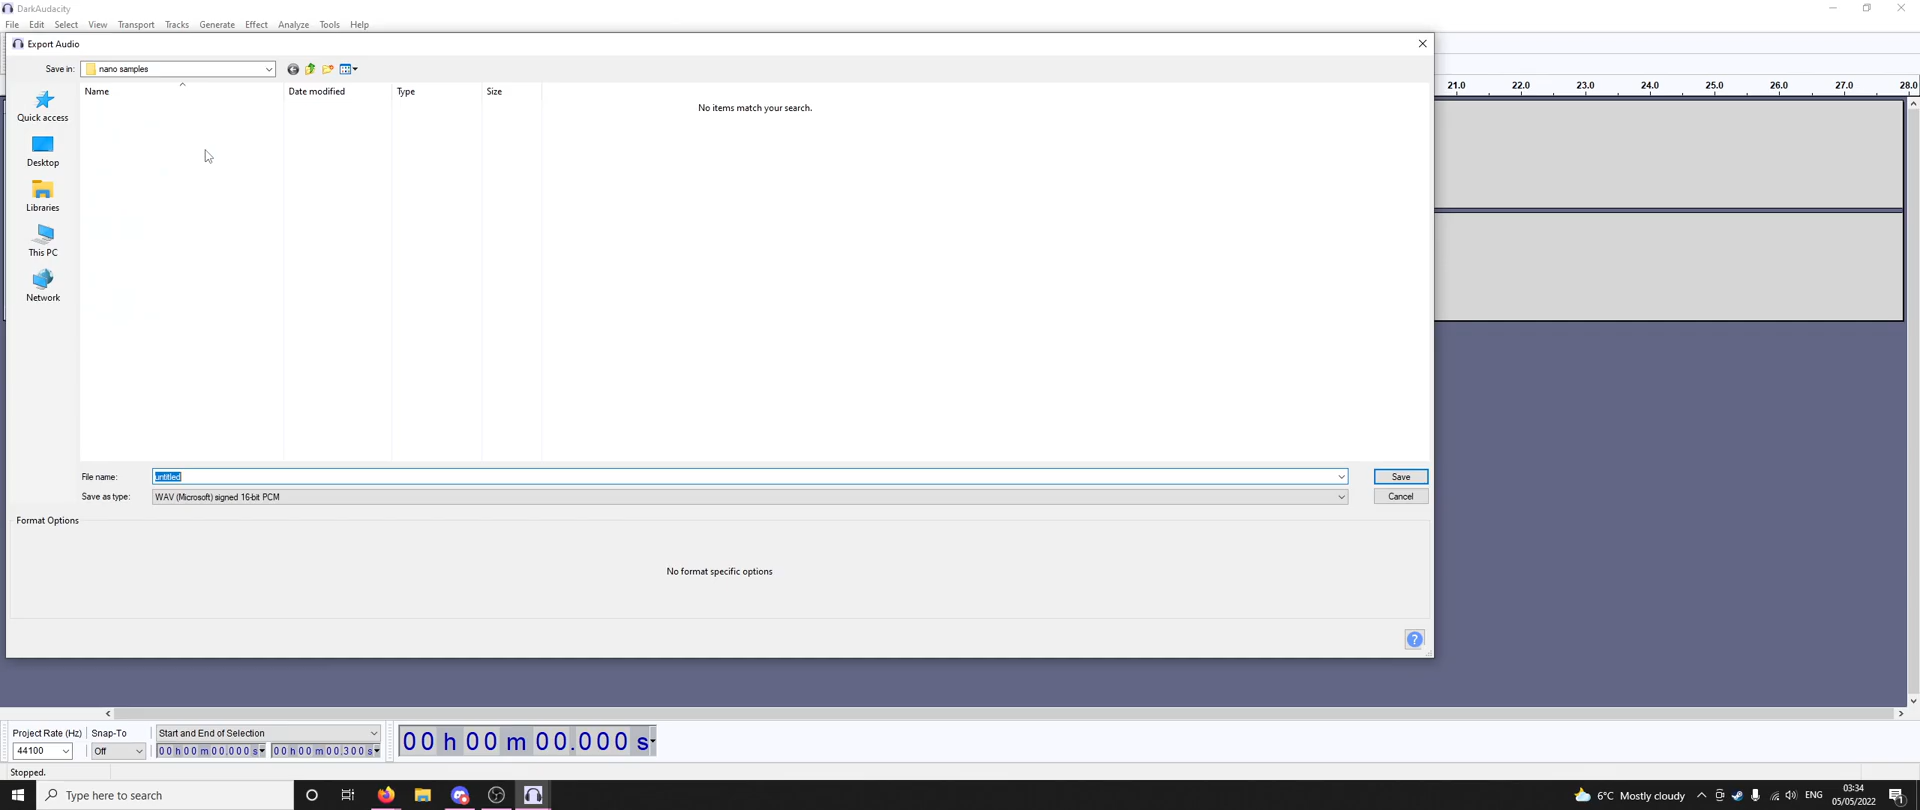 DarkAudacity
File Edit Select View Transport Tracks Generate Effect Analyze Tools Help
Export Audio
Save in: nano samples
21.0 22.0 23.0 24.0 25.0 26.0 27.0 28.0
Name Date modified Type Size
No items match your search.
Quick access
Desktop
Libraries
This PC
Network
File name: untitled Save
Save as type: WAV (Microsoft) signed 16-bit PCM Cancel
Format Options
No format specific options
?
Project Rate (Hz) Snap-To Start and End of Selection
44100 Off 00 h 00 m 00.000 s 00 h 00 m 00.300 s 00 h 00 m 00.000 s
Stopped.
Type here to search 6°C Mostly cloudy ENG 03:34
05/05/2022 1